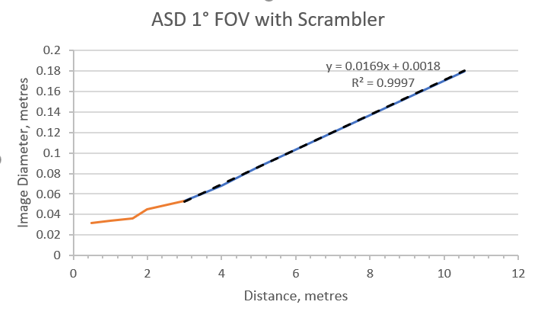 ASD 1° FOV with Scrambler
0.2
0.18
0.16
0.14
0.12
0.1
0.08
0.06
0.04
0.02
0
Image Diameter, metres
y = 0.0169x + 0.0018
R² = 0.9997
0 2 4 6 8 10 12
Distance, metres